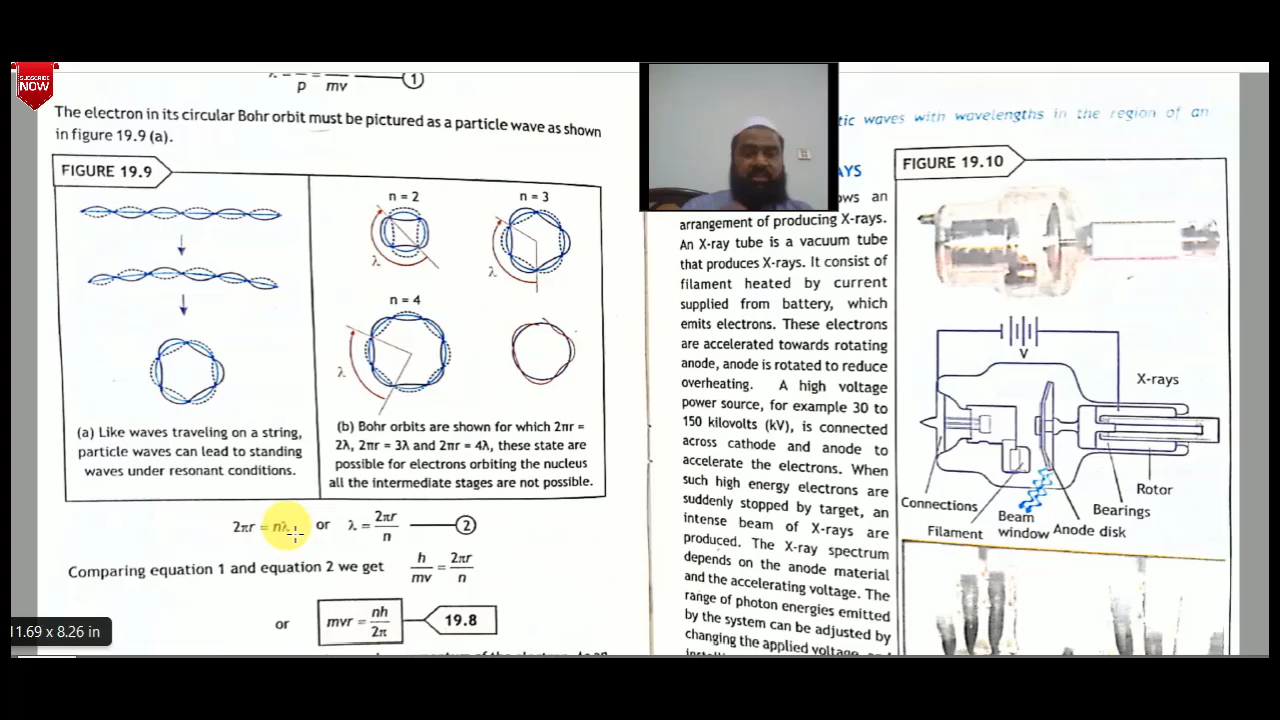 SUBSCRIBE
NOW
p mv 1
The electron in its circular Bohr orbit must be pictured as a particle wave as shown
in figure 19.9 (a).
FIGURE 19.9
n = 2
n = 3
λ
λ
n = 4
λ
(a) Like waves traveling on a string,
particle waves can lead to standing
waves under resonant conditions.
(b) Bohr orbits are shown for which 2πr =
2λ, 2πr = 3λ and 2πr = 4λ, these state are
possible for electrons orbiting the nucleus
all the intermediate stages are not possible.
2πr = nλ or λ = 2πr/n 2
Comparing equation 1 and equation 2 we get h/mv = 2πr/n
or mvr = nh/2π 19.8
11.69 x 8.26 in
tic waves with wavelengths in the region of an
AYS
ows an
arrangement of producing X-rays.
An X-ray tube is a vacuum tube
that produces X-rays. It consist of
filament heated by current
supplied from battery, which
emits electrons. These electrons
are accelerated towards rotating
anode, anode is rotated to reduce
overheating. A high voltage
power source, for example 30 to
150 kilovolts (kV), is connected
across cathode and anode to
accelerate the electrons. When
such high energy electrons are
suddenly stopped by target, an
intense beam of X-rays are
produced. The X-ray spectrum
depends on the anode material
and the accelerating voltage. The
range of photon energies emitted
by the system can be adjusted by
changing the applied voltage, and
FIGURE 19.10
V
X-rays
Connections
Filament
Beam
window
Anode disk
Bearings
Rotor